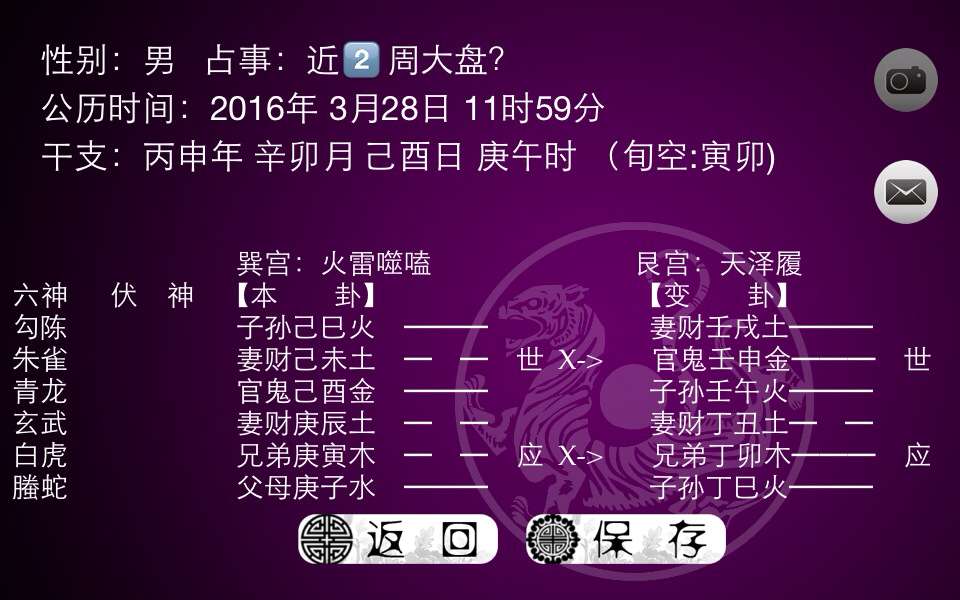 性别：男 占事：近2️⃣周大盘？
公历时间：2016年 3月28日 11时59分
干支：丙申年 辛卯月 己酉日 庚午时 （旬空:寅卯)
巽宫：火雷噬嗑 艮宫：天泽履
六神 伏 神 【本 卦】 【变 卦】
勾陈 子孙己巳火 妻财壬戌土
朱雀 妻财己未土 世 X-> 官鬼壬申金 世
青龙 官鬼己酉金 子孙壬午火
玄武 妻财庚辰土 妻财丁丑土
白虎 兄弟庚寅木 应 X-> 兄弟丁卯木 应
螣蛇 父母庚子水 子孙丁巳火
返回 保存